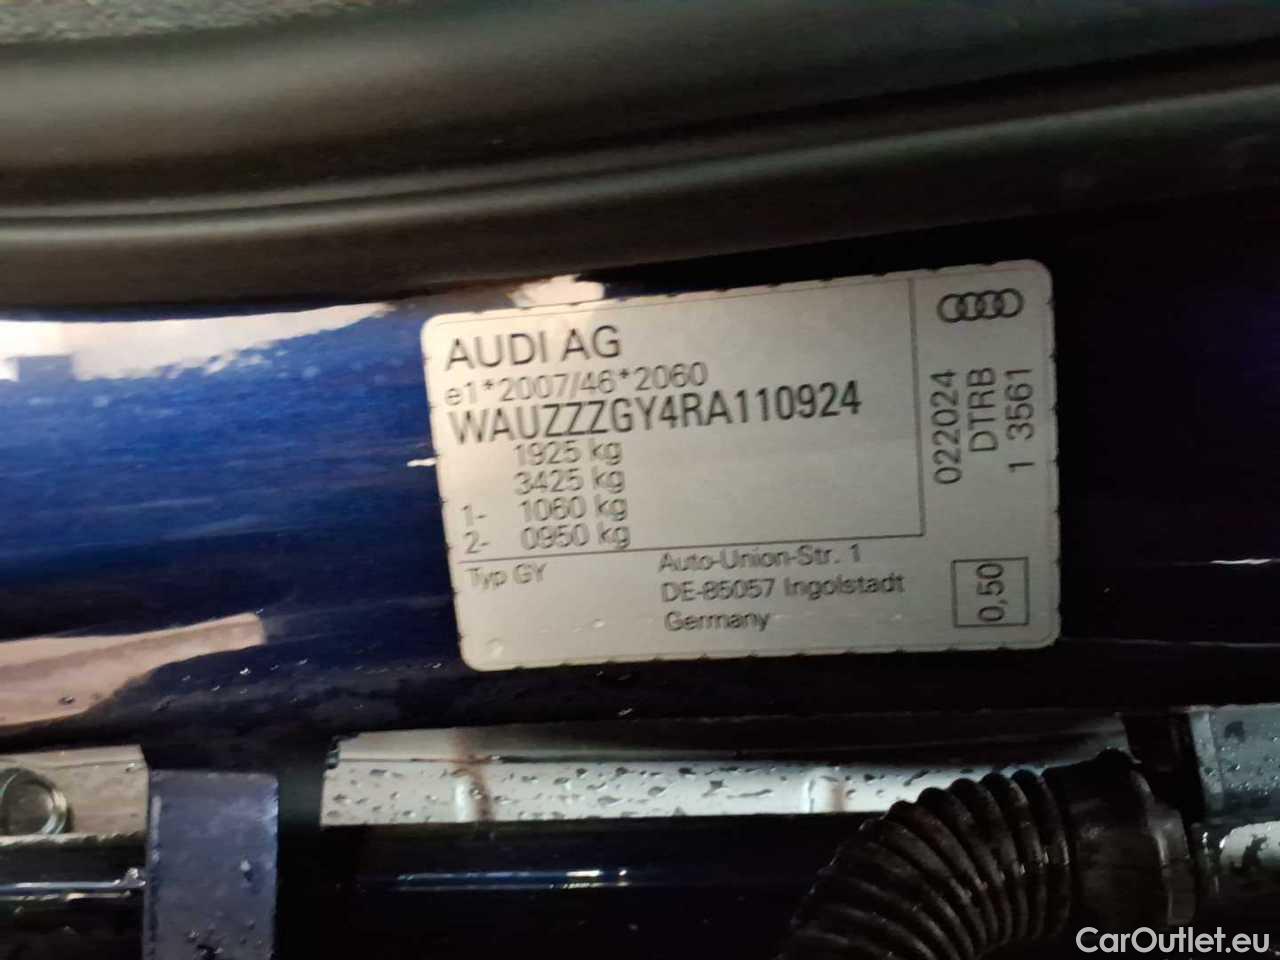 AUDI AG
e1*2007/46*2060
WAUZZZGY4RA110924
1925 kg
3425 kg
1- 1060 kg
2- 0950 kg
Typ GY
Auto-Union-Str. 1
DE-85057 Ingolstadt
Germany
022024
DTRB
1 3561
0,50
CarOutlet.eu